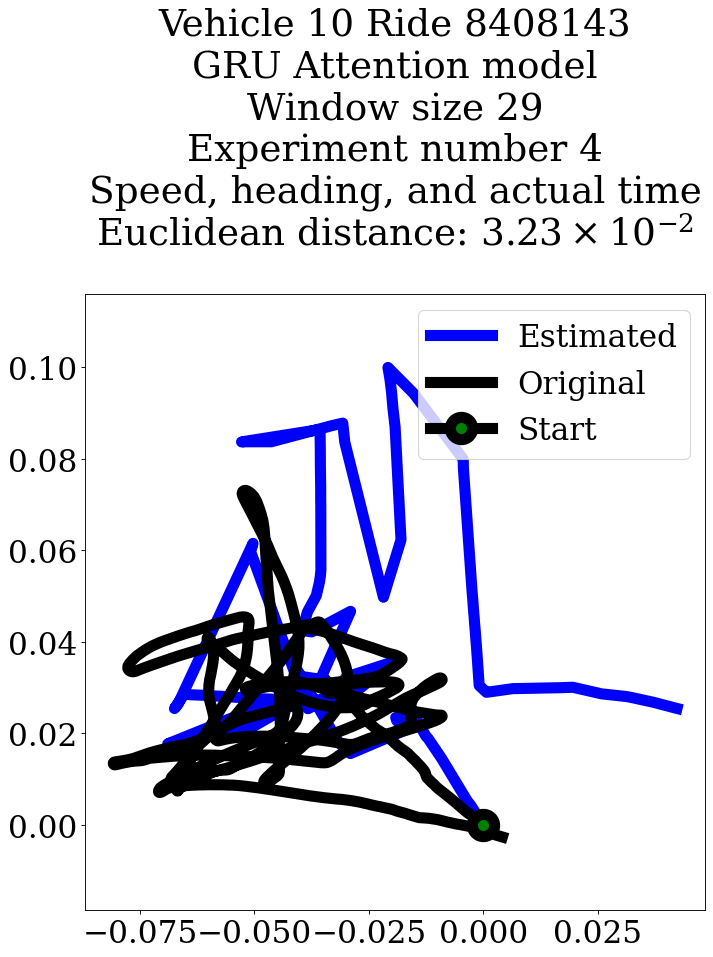 Vehicle 10 Ride 8408143
GRU Attention model
Window size 29
Experiment number 4
Speed, heading, and actual time
Euclidean distance: 3.23 × 10⁻²
Estimated
Original
Start
0.10
0.08
0.06
0.04
0.02
0.00
−0.075 −0.050 −0.025 0.000 0.025